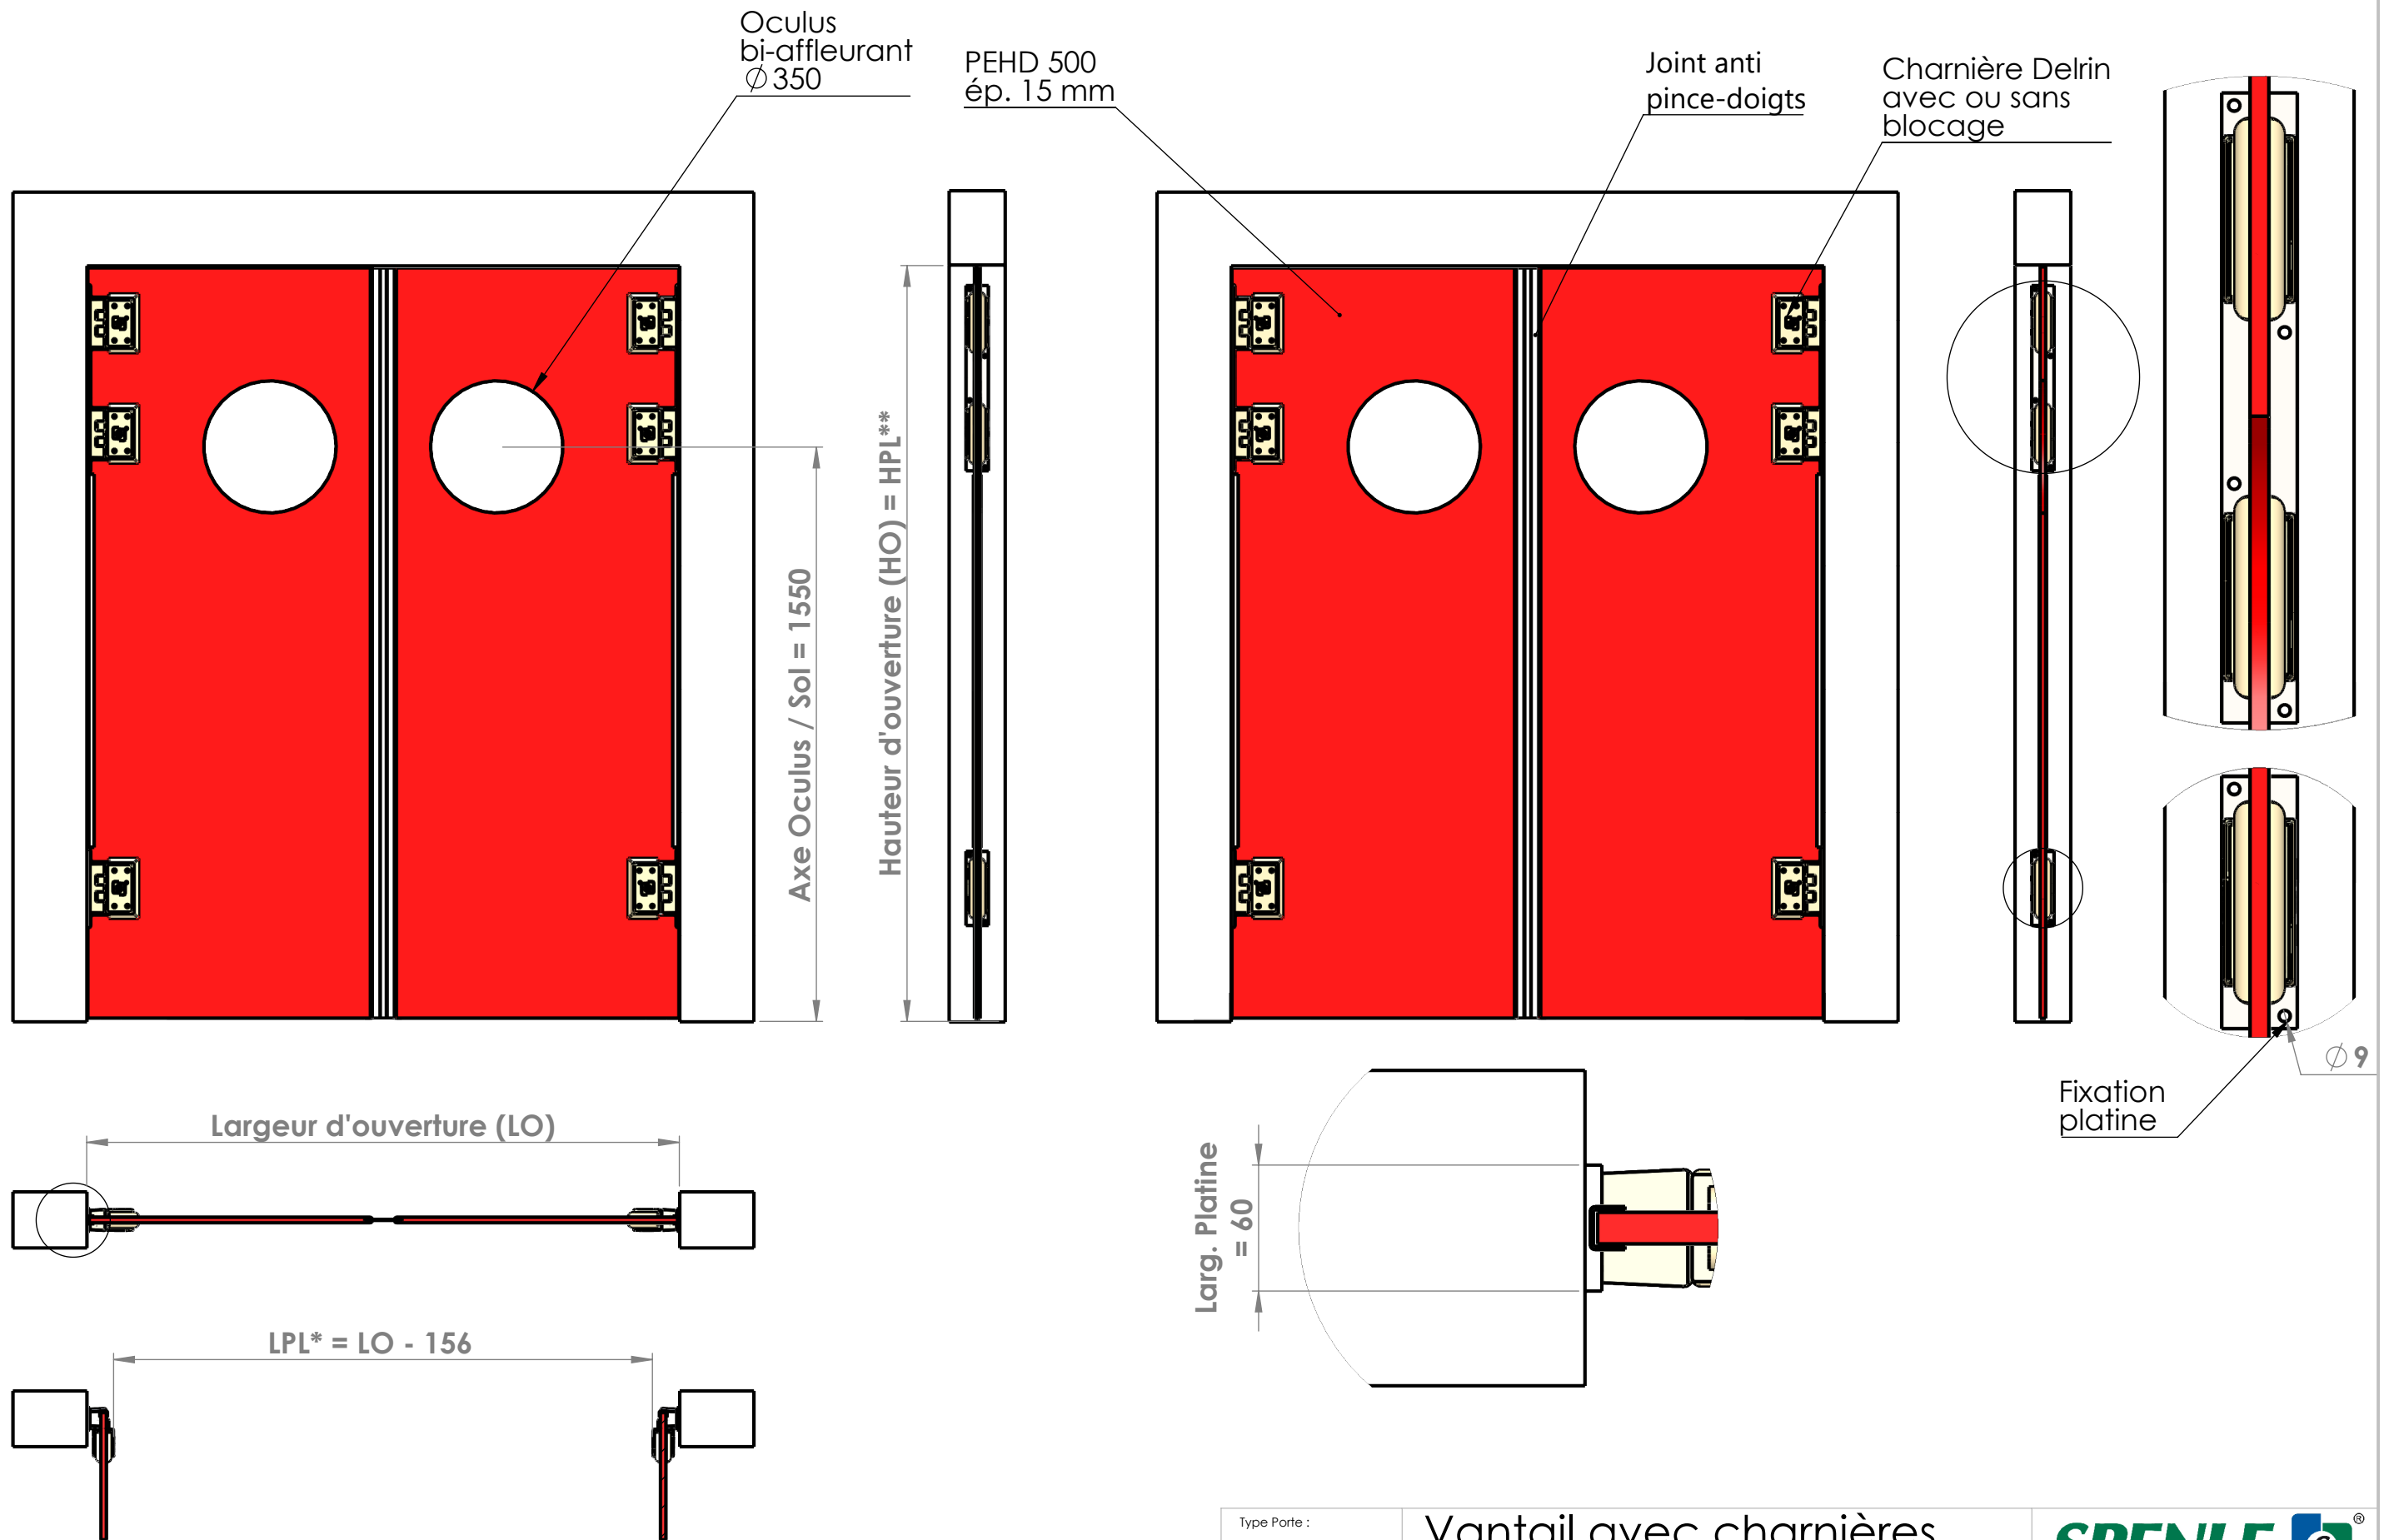 Oculus
bi-affleurant
∅350
PEHD 500
ép. 15 mm
Joint anti
pince-doigts
Charnière Delrin
avec ou sans
blocage
Axe Oculus / Sol = 1550
Hauteur d'ouverture (HO) = HPL**
∅9
Fixation
platine
Largeur d'ouverture (LO)
Larg. Platine
= 60
LPL* = LO - 156
Type Porte :
Vantail avec charnières
SPENLE
®